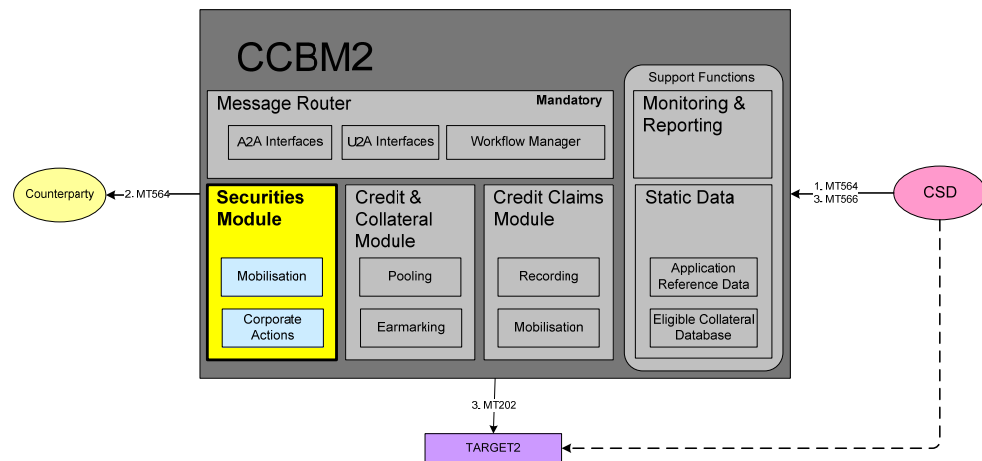 CCBM2
Support Functions
Message Router
Mandatory
A2A Interfaces
U2A Interfaces
Workflow Manager
Monitoring &
Reporting
Counterparty
2. MT564
Securities
Module
Mobilisation
Corporate
Actions
Credit &
Collateral
Module
Pooling
Earmarking
Credit Claims
Module
Recording
Mobilisation
Static Data
Application
Reference Data
Eligible Collateral
Database
1. MT564
3. MT566
CSD
3. MT202
TARGET2